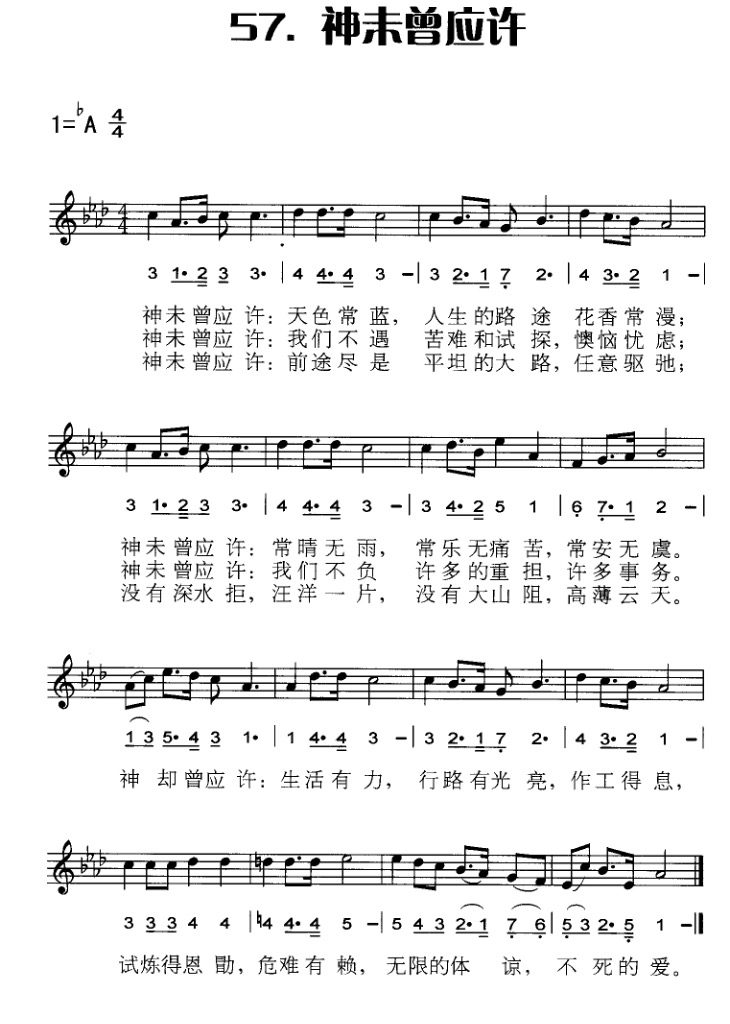 57. 神未曾应许
1=♭A 4/4
3 1· 2 3 3· | 4 4· 4 3 – | 3 2· 1 7 2· | 4 3· 2 1 – |
神未曾应许：天色常蓝，人生的路途 花香常漫；
神未曾应许：我们不遇 苦难和试探，懊恼忧虑；
神未曾应许：前途尽是 平坦的大路，任意驱驰；
3 1· 2 3 3· | 4 4· 4 3 – | 3 4· 2 5 1 | 6 7· 1 2 – |
神未曾应许：常晴无雨，常乐无痛苦，常安无虞。
神未曾应许：我们不负 许多的重担，许多事务。
没有深水拒，汪洋一片，没有大山阻，高薄云天。
1 3 5· 4 3 1· | 1 4· 3 3 – | 3 2· 1 7 2· | 4 3· 2 1 – |
神却曾应许：生活有力，行路有光亮，作工得息，
3 3 3 4 4 | ♮4 4· 4 5 – | 5 4 3 2· 1 7 6 | 5 3 2· 5 1 – ‖
试炼得恩勖，危难有赖，无限的体谅，不死的爱。